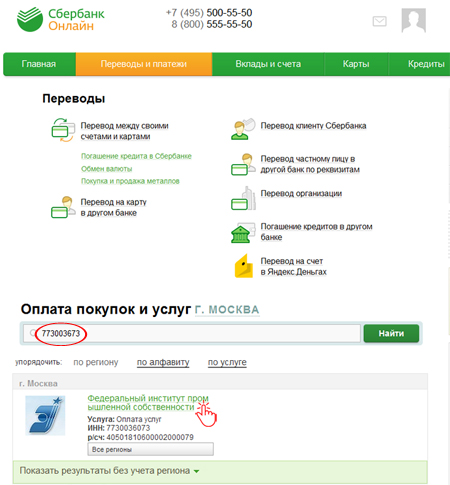 Сбербанк
Онлайн
+7 (495) 500-55-50
8 (800) 555-55-50
Главная Переводы и платежи Вклады и счета Карты Кредиты
Переводы
Перевод между своими
счетами и картами
Погашение кредита в Сбербанке
Обмен валюты
Покупка и продажа металлов
Перевод на карту
в другом банке
Перевод клиенту Сбербанка
Перевод частному лицу в
другой банк по реквизитам
Перевод организации
Погашение кредитов в другом
банке
Перевод на счет
в Яндекс Деньгах
Оплата покупок и услуг Г. МОСКВА
773003673 Найти
упорядочить: по региону по алфавиту по услуге
г. Москва
Федеральный институт пром
ышленной собственности
Услуга: Оплата услуг
ИНН: 7730036073
р/сч: 40501810600002000079
Все регионы
Показать результаты без учета региона